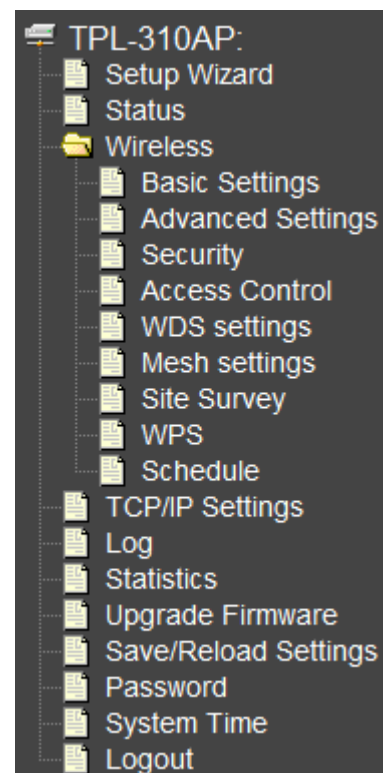 TPL-310AP:
Setup Wizard
Status
Wireless
Basic Settings
Advanced Settings
Security
Access Control
WDS settings
Mesh settings
Site Survey
WPS
Schedule
TCP/IP Settings
Log
Statistics
Upgrade Firmware
Save/Reload Settings
Password
System Time
Logout